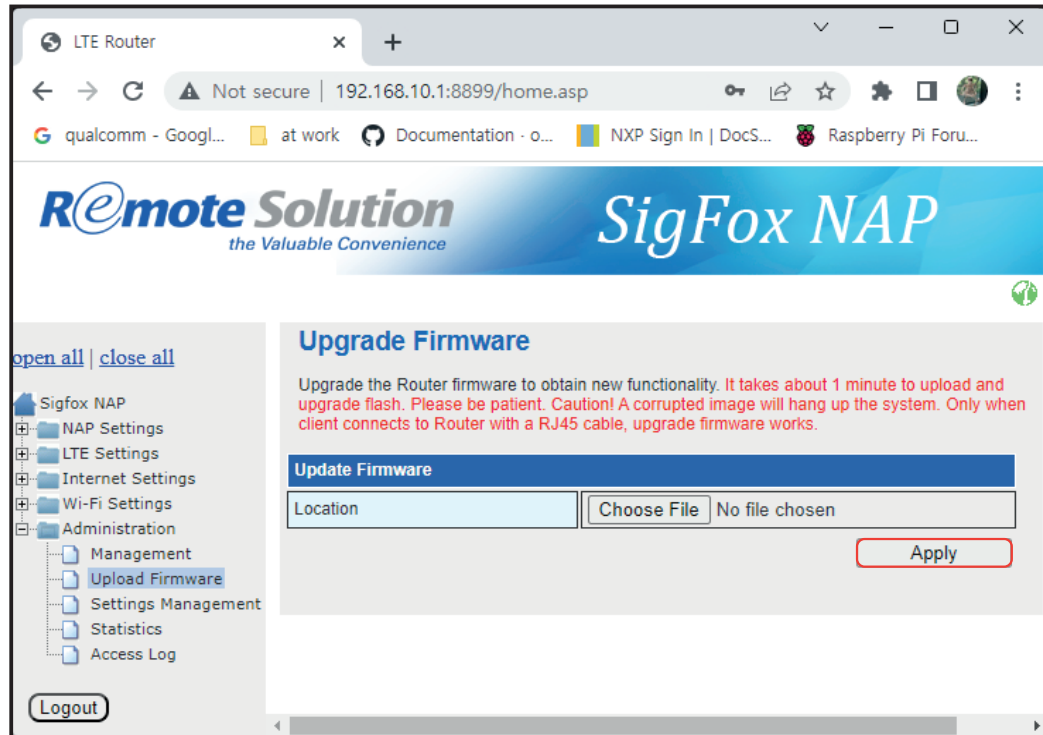 LTE Router
Not secure | 192.168.10.1:8899/home.asp
qualcomm - Googl... at work Documentation · o... NXP Sign In | DocS... Raspberry Pi Foru...
Remote Solution
the Valuable Convenience
SigFox NAP
open all | close all
Sigfox NAP
NAP Settings
LTE Settings
Internet Settings
Wi-Fi Settings
Administration
Management
Upload Firmware
Settings Management
Statistics
Access Log
Logout
Upgrade Firmware
Upgrade the Router firmware to obtain new functionality. It takes about 1 minute to upload and
upgrade flash. Please be patient. Caution! A corrupted image will hang up the system. Only when
client connects to Router with a RJ45 cable, upgrade firmware works.
Update Firmware
Location Choose File No file chosen
Apply